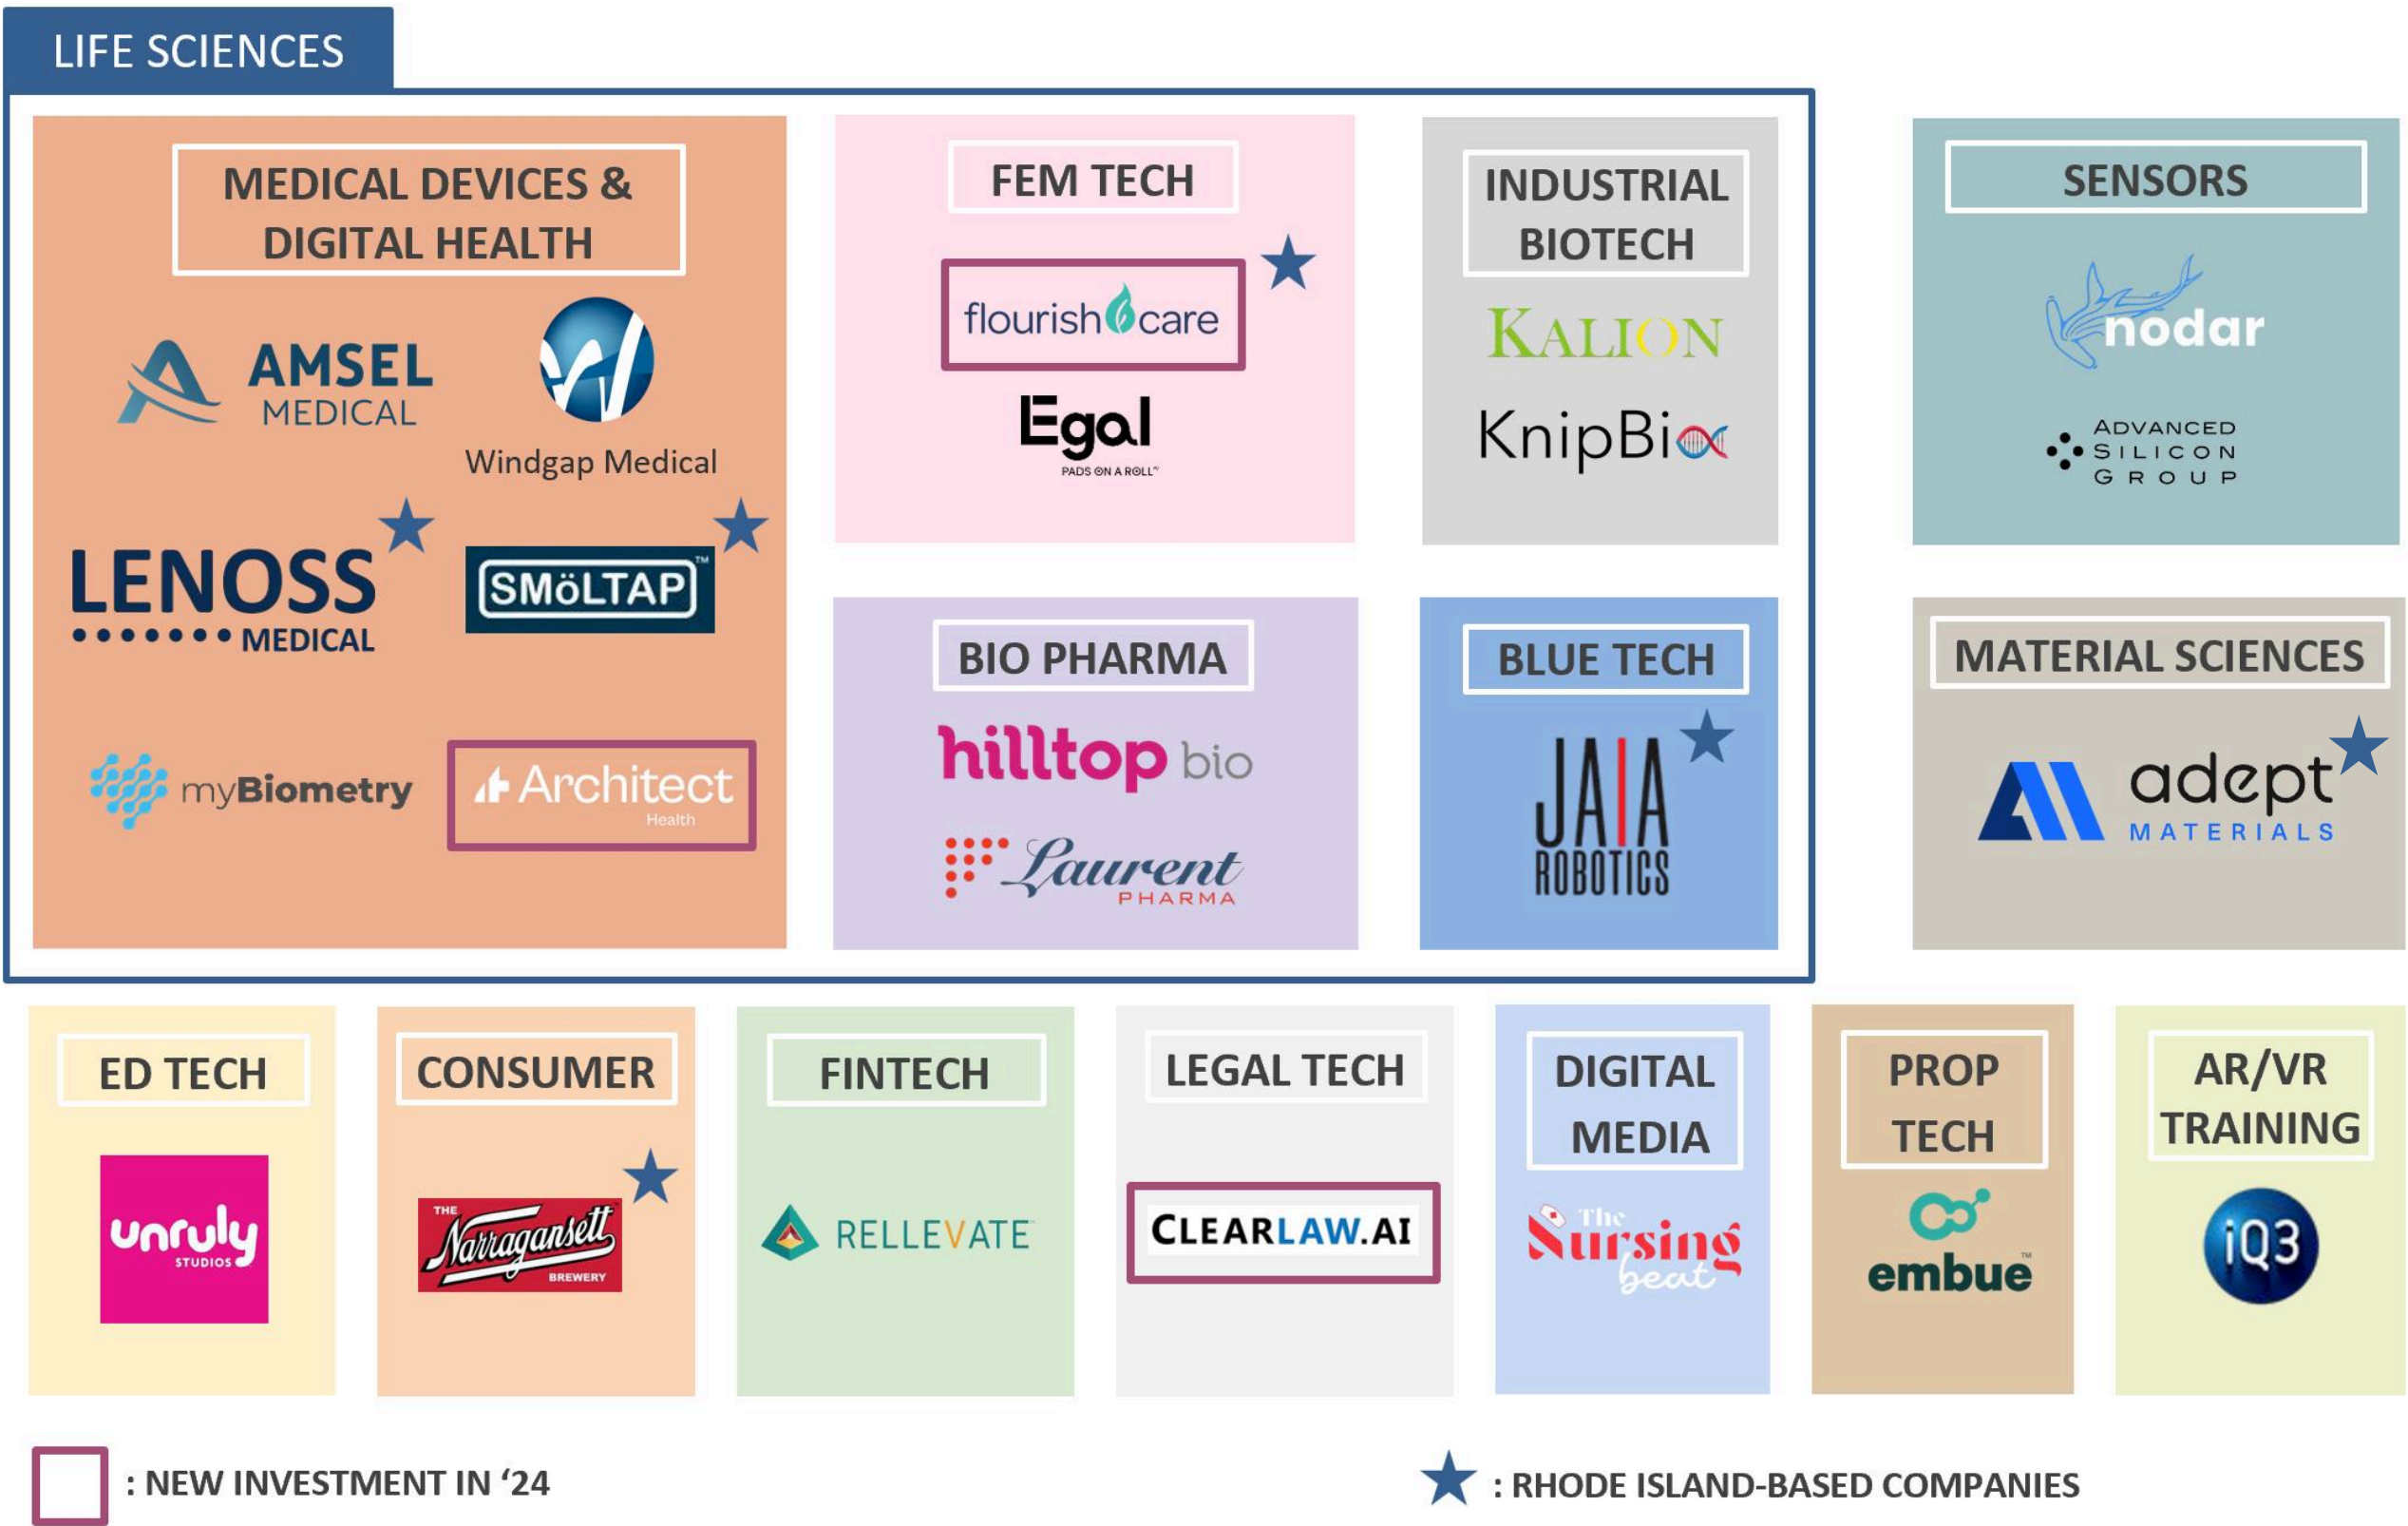 LIFE SCIENCES
MEDICAL DEVICES &
DIGITAL HEALTH
AMSEL
MEDICAL
Windgap Medical
LENOSS
MEDICAL
SMöLTAP™
myBiometry
Architect
Health
FEM TECH
flourish care
Egal
PADS ON A ROLL™
INDUSTRIAL
BIOTECH
KALION
KnipBio
BIO PHARMA
hilltop bio
Laurent
PHARMA
BLUE TECH
JAIA
ROBOTICS
SENSORS
nodar
ADVANCED
SILICON
GROUP
MATERIAL SCIENCES
adept
MATERIALS
ED TECH
unruly
STUDIOS
CONSUMER
THE
Narragansett
BREWERY
FINTECH
RELLEVATE
LEGAL TECH
CLEARLAW.AI
DIGITAL
MEDIA
The
Nursing
beat
PROP
TECH
embue™
AR/VR
TRAINING
iQ3
: NEW INVESTMENT IN ‘24
: RHODE ISLAND-BASED COMPANIES